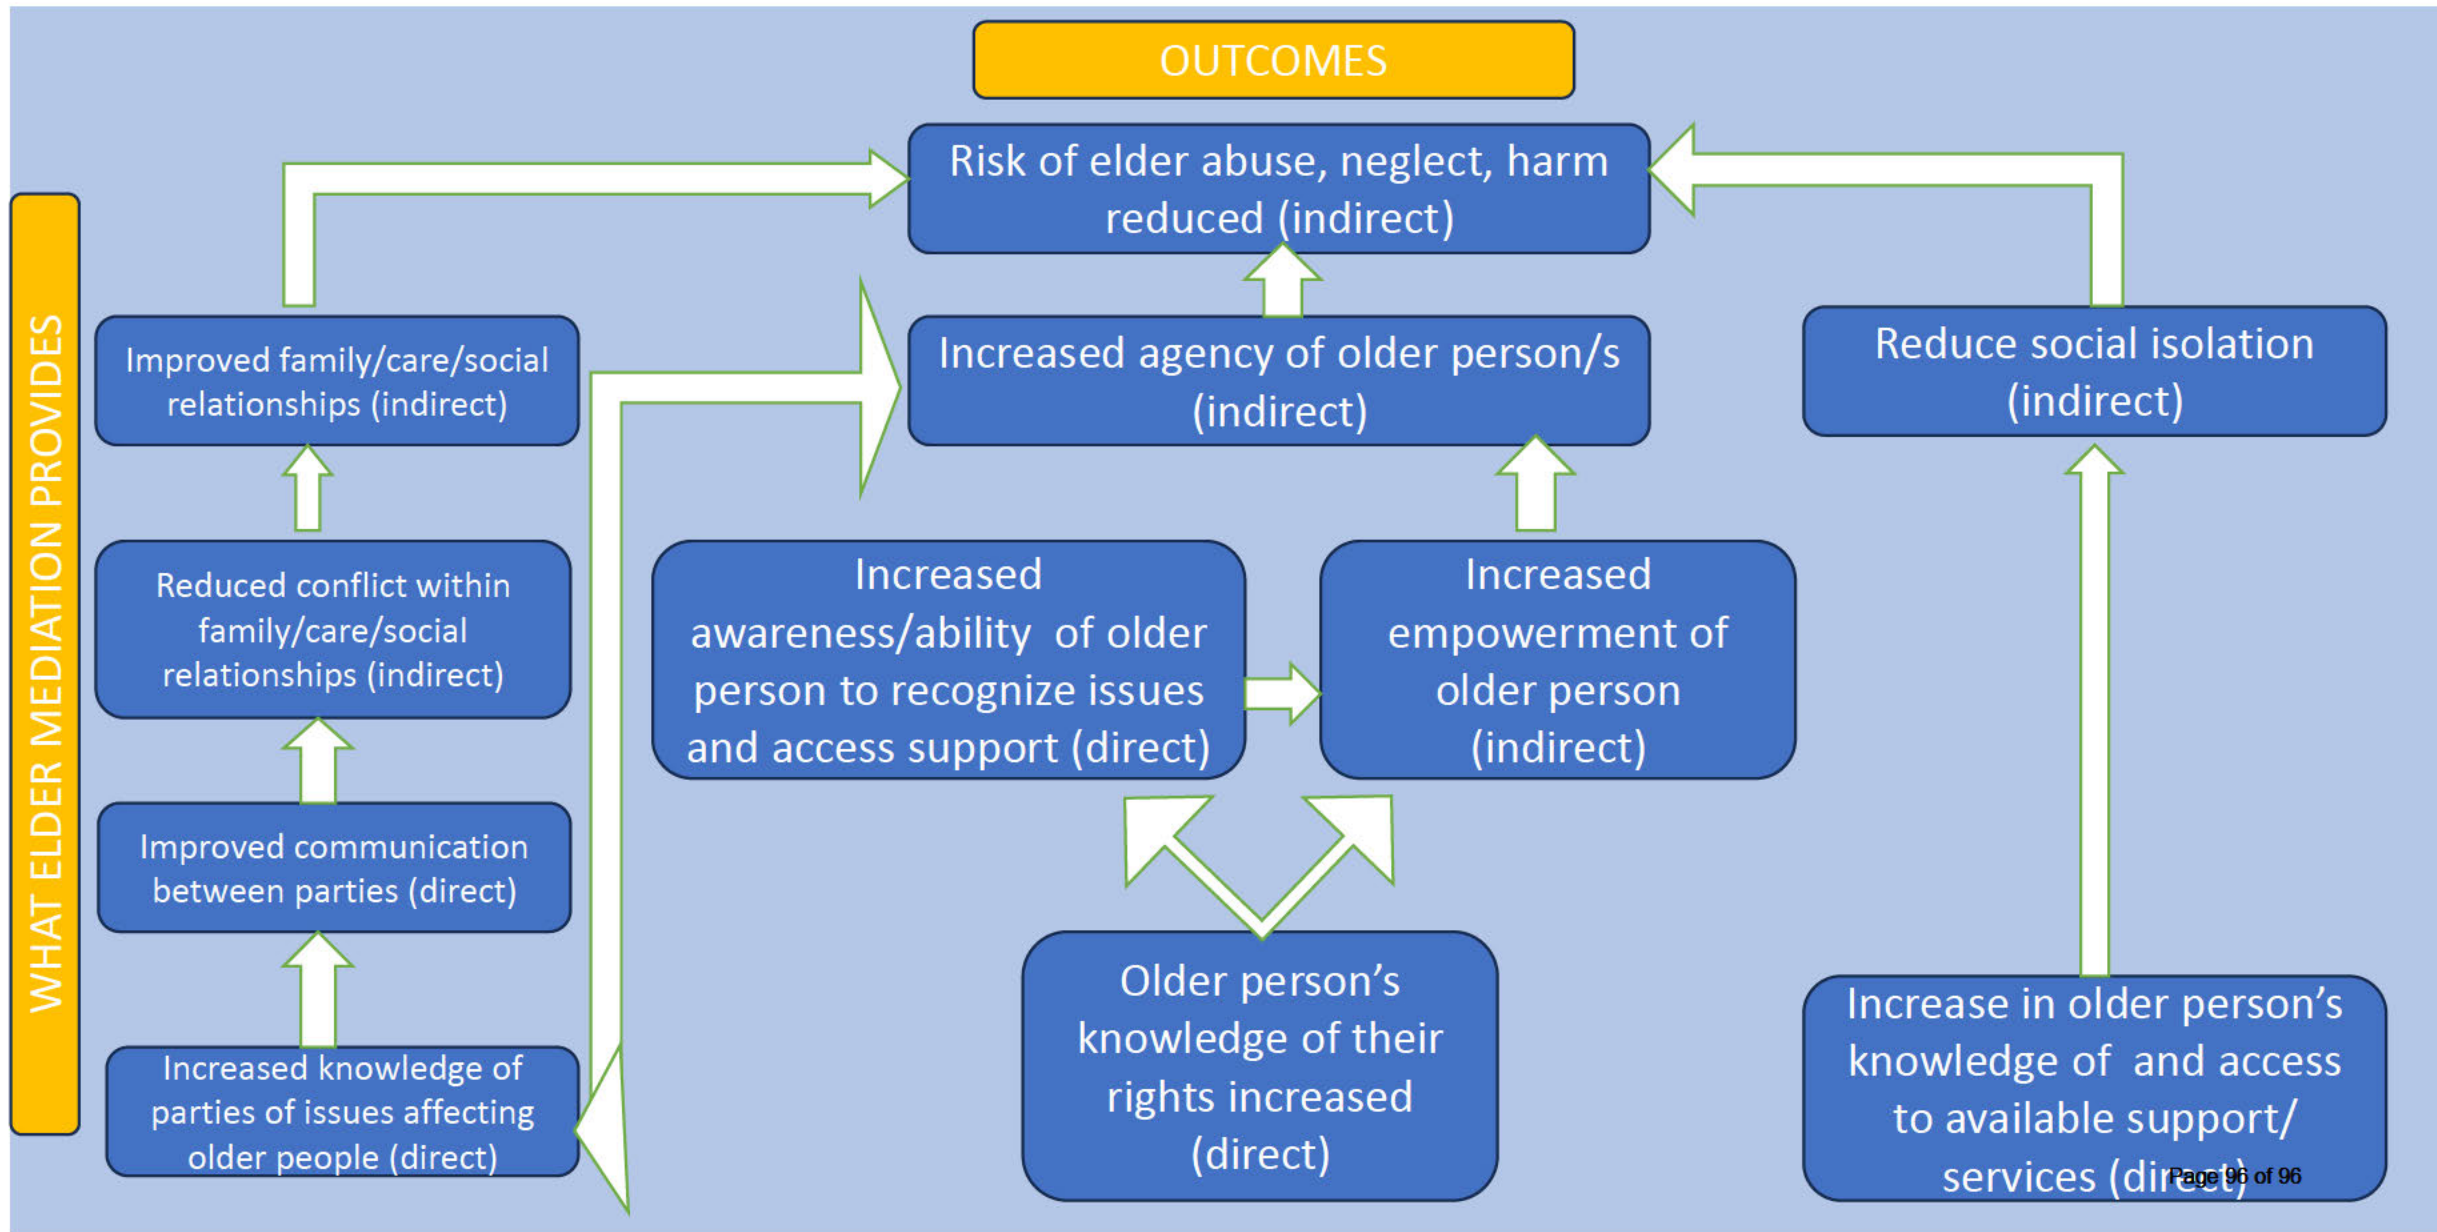 OUTCOMES
WHAT ELDER MEDIATION PROVIDES
Risk of elder abuse, neglect, harm
reduced (indirect)
Improved family/care/social
relationships (indirect)
Increased agency of older person/s
(indirect)
Reduce social isolation
(indirect)
Reduced conflict within
family/care/social
relationships (indirect)
Increased
awareness/ability of older
person to recognize issues
and access support (direct)
Increased
empowerment of
older person
(indirect)
Improved communication
between parties (direct)
Increased knowledge of
parties of issues affecting
older people (direct)
Older person’s
knowledge of their
rights increased
(direct)
Increase in older person’s
knowledge of and access
to available support/
services (direct)
Page 96 of 96